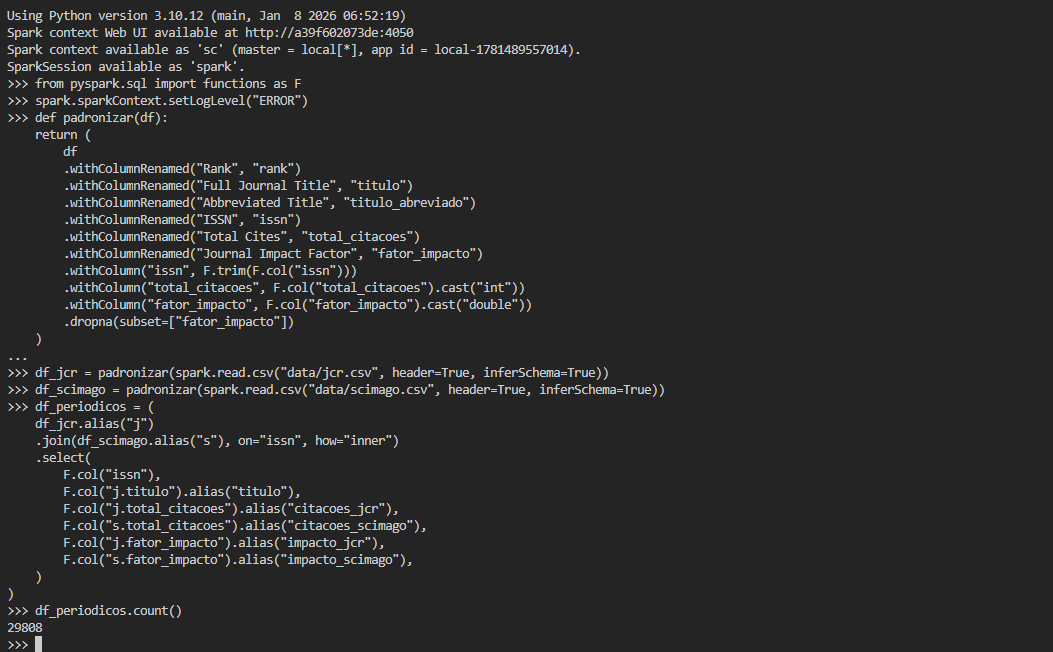 Using Python version 3.10.12 (main, Jan  8 2026 06:52:19)
Spark context Web UI available at http://a39f602073de:4050
Spark context available as 'sc' (master = local[*], app id = local-1781489557014).
SparkSession available as 'spark'.
>>> from pyspark.sql import functions as F
>>> spark.sparkContext.setLogLevel("ERROR")
>>> def padronizar(df):
    return (
        df
        .withColumnRenamed("Rank", "rank")
        .withColumnRenamed("Full Journal Title", "titulo")
        .withColumnRenamed("Abbreviated Title", "titulo_abreviado")
        .withColumnRenamed("ISSN", "issn")
        .withColumnRenamed("Total Cites", "total_citacoes")
        .withColumnRenamed("Journal Impact Factor", "fator_impacto")
        .withColumn("issn", F.trim(F.col("issn")))
        .withColumn("total_citacoes", F.col("total_citacoes").cast("int"))
        .withColumn("fator_impacto", F.col("fator_impacto").cast("double"))
        .dropna(subset=["fator_impacto"])
    )
...
>>> df_jcr = padronizar(spark.read.csv("data/jcr.csv", header=True, inferSchema=True))
>>> df_scimago = padronizar(spark.read.csv("data/scimago.csv", header=True, inferSchema=True))
>>> df_periodicos = (
    df_jcr.alias("j")
    .join(df_scimago.alias("s"), on="issn", how="inner")
    .select(
        F.col("issn"),
        F.col("j.titulo").alias("titulo"),
        F.col("j.total_citacoes").alias("citacoes_jcr"),
        F.col("s.total_citacoes").alias("citacoes_scimago"),
        F.col("j.fator_impacto").alias("impacto_jcr"),
        F.col("s.fator_impacto").alias("impacto_scimago"),
    )
)
>>> df_periodicos.count()
29808
>>>